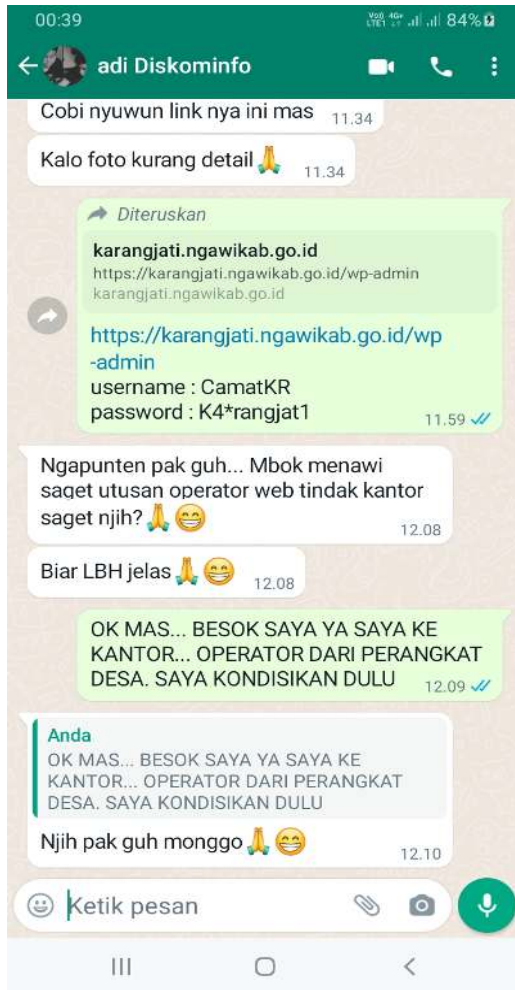 00:39
84%
adi Diskominfo
Cobi nyuwun link nya ini mas
11.34
Kalo foto kurang detail🙏
11.34
Diteruskan
karangjati.ngawikab.go.id
https://karangjati.ngawikab.go.id/wp-admin
karangjati.ngawikab.go.id
https://karangjati.ngawikab.go.id/wp
-admin
username : CamatKR
password : K4*rangjat1
11.59
Ngapunten pak guh... Mbok menawi
saget utusan operator web tindak kantor
saget njih?🙏😁
12.08
Biar LBH jelas🙏😁
12.08
OK MAS... BESOK SAYA YA SAYA KE
KANTOR... OPERATOR DARI PERANGKAT
DESA. SAYA KONDISIKAN DULU
12.09
Anda
OK MAS... BESOK SAYA YA SAYA KE
KANTOR... OPERATOR DARI PERANGKAT
DESA. SAYA KONDISIKAN DULU
Njih pak guh monggo🙏😁
12.10
Ketik pesan